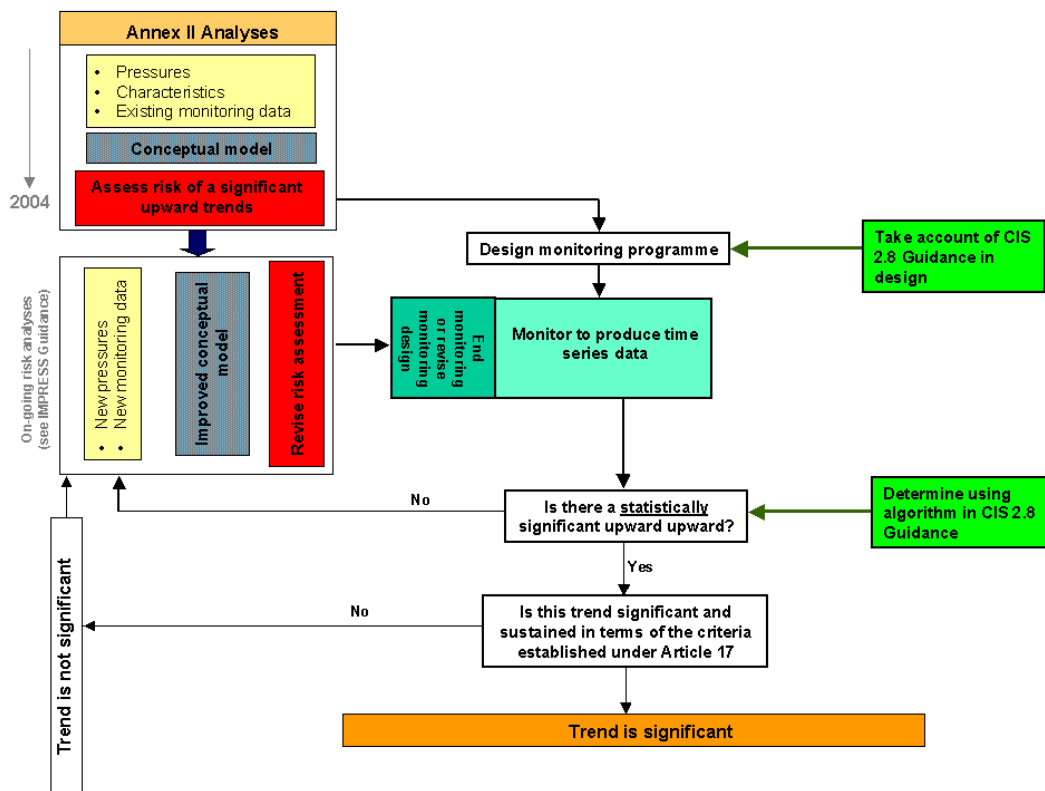 Annex II Analyses
• Pressures
• Characteristics
• Existing monitoring data
Conceptual model
Assess risk of a significant
upward trends
2004
Design monitoring programme
Take account of CIS
2.8 Guidance in
design
On-going risk analyses
(see IMPRESS Guidance)
• New pressures
• New monitoring data
Improved conceptual
model
Revise risk assessment
End
monitoring
or revise
monitoring
design
Monitor to produce time
series data
No
Is there a statistically
significant upward upward?
Determine using
algorithm in CIS 2.8
Guidance
Yes
Trend is not significant
No
Is this trend significant and
sustained in terms of the criteria
established under Article 17
Trend is significant